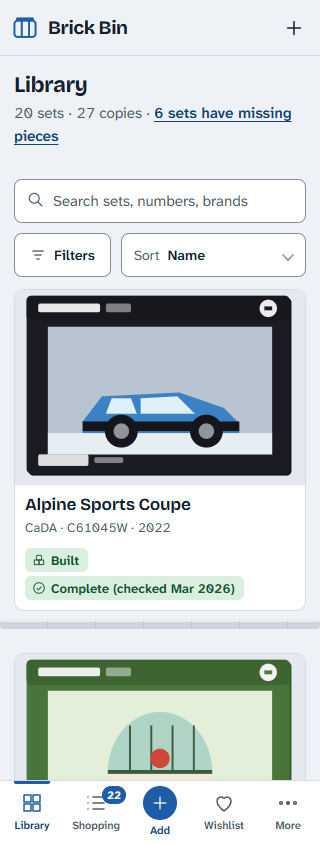 Brick Bin
Library
20 sets · 27 copies · 6 sets have missing
pieces
Search sets, numbers, brands
Filters
Sort Name
Alpine Sports Coupe
CaDA · C61045W · 2022
Built
Complete (checked Mar 2026)
22
Library
Shopping
Add
Wishlist
More